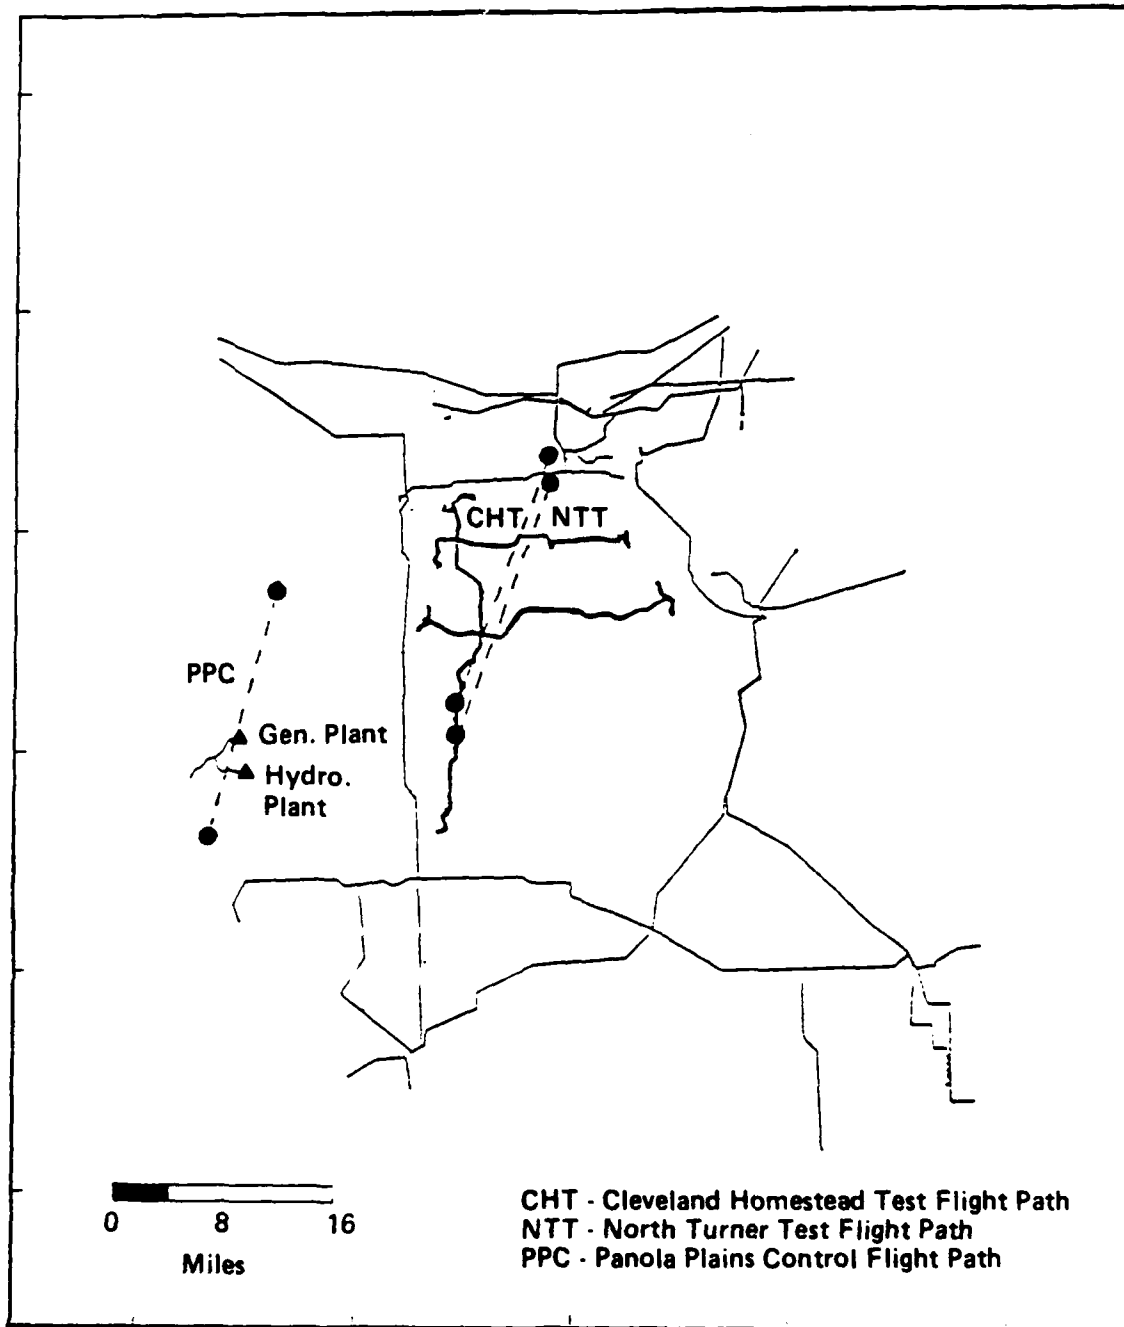 CHT NTT
PPC
Gen. Plant
Hydro.
Plant
0 8 16
Miles
CHT - Cleveland Homestead Test Flight Path
NTT - North Turner Test Flight Path
PPC - Panola Plains Control Flight Path